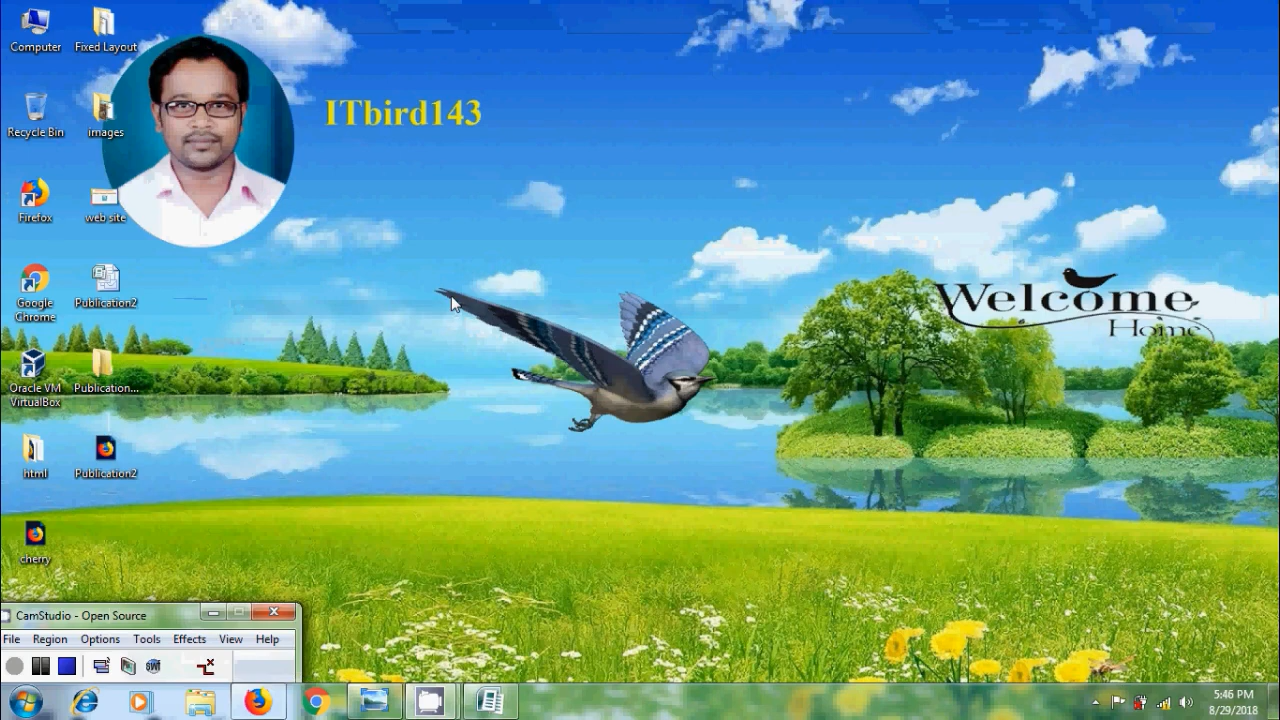 Computer
Fixed Layout
ITbird143
Recycle Bin
images
Firefox
web site
Google Chrome
Publication2
Welcome
Home
Oracle VM VirtualBox
Publication...
html
Publication2
cherry
CamStudio - Open Source
File Region Options Tools Effects View Help
SWF
5:46 PM
8/29/2018